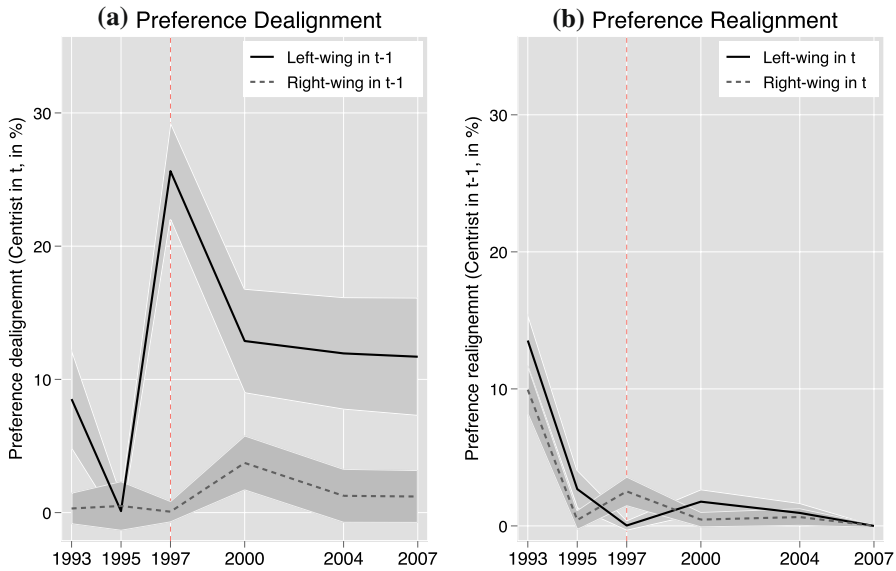 (a) Preference Dealignment
Left-wing in t-1
Right-wing in t-1
Preference dealignemnt (Centrist in t, in %)
30
20
10
0
1993 1995 1997 2000 2004 2007
(b) Preference Realignment
Left-wing in t
Right-wing in t
Prefrence realignemnt (Centrist in t-1, in %)
30
20
10
0
1993 1995 1997 2000 2004 2007